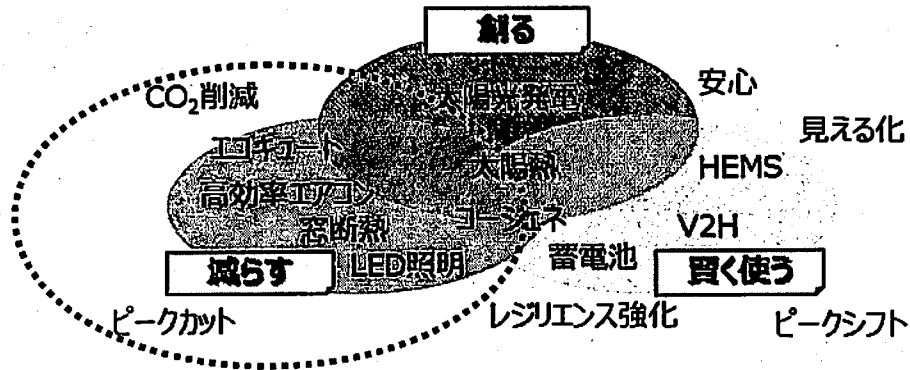 創る
CO₂削減
太陽光発電
安心
見える化
エコキュート
太陽熱
HEMS
高効率エアコン
コージェネ
窓断熱
V2H
減らす
LED照明
蓄電池
賢く使う
ピークカット
レジリエンス強化
ピークシフト